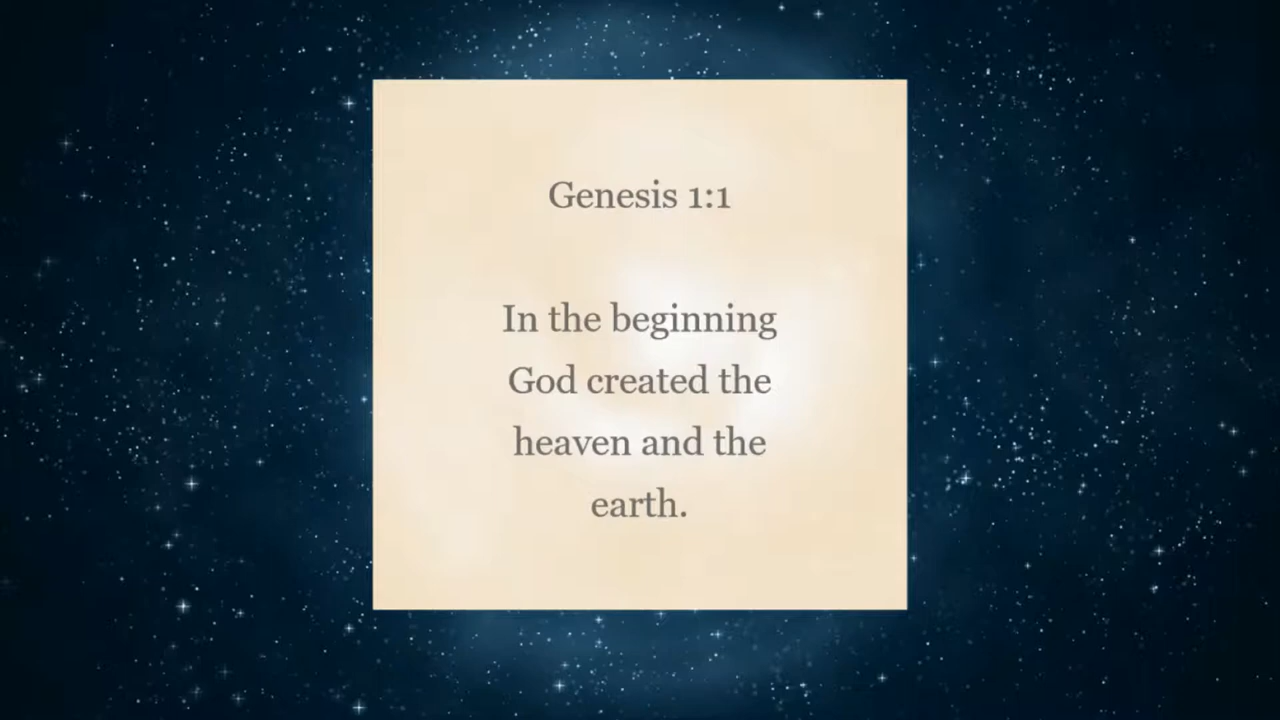 Genesis 1:1
In the beginning
God created the
heaven and the
earth.